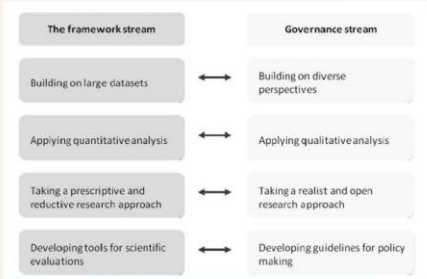 The framework stream
Governance stream
Building on large datasets
Building on diverse
perspectives
Applying quantitative analysis
Applying qualitative analysis
Taking a prescriptive and
reductive research approach
Taking a realist and open
research approach
Developing tools for scientific
evaluations
Developing guidelines for policy
making